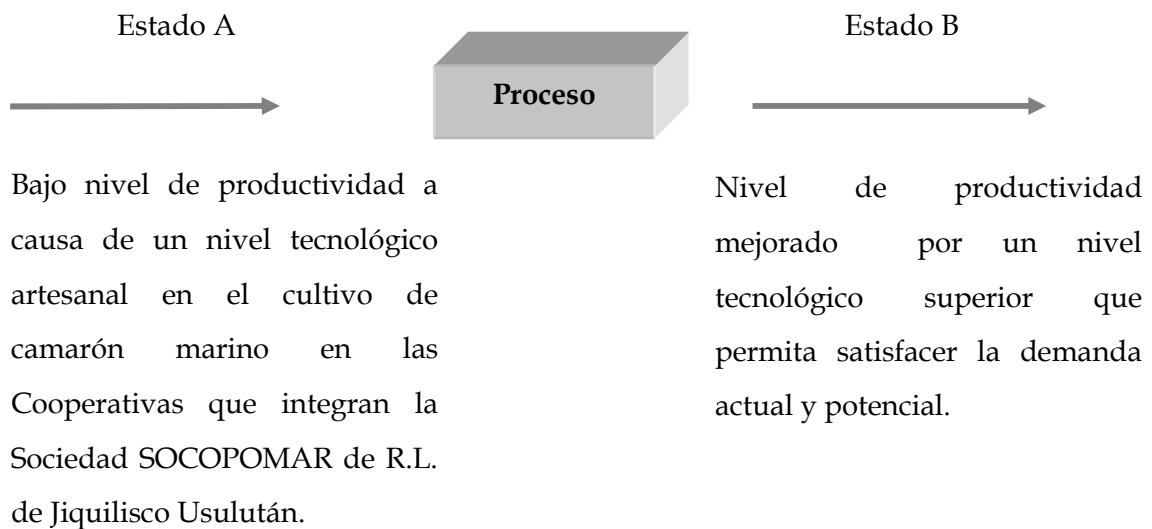 Estado A
Proceso
Estado B
Bajo nivel de productividad a
causa de un nivel tecnológico
artesanal en el cultivo de
camarón marino en las
Cooperativas que integran la
Sociedad SOCOPOMAR de R.L.
de Jiquilisco Usulután.
Nivel de productividad
mejorado por un nivel
tecnológico superior que
permita satisfacer la demanda
actual y potencial.